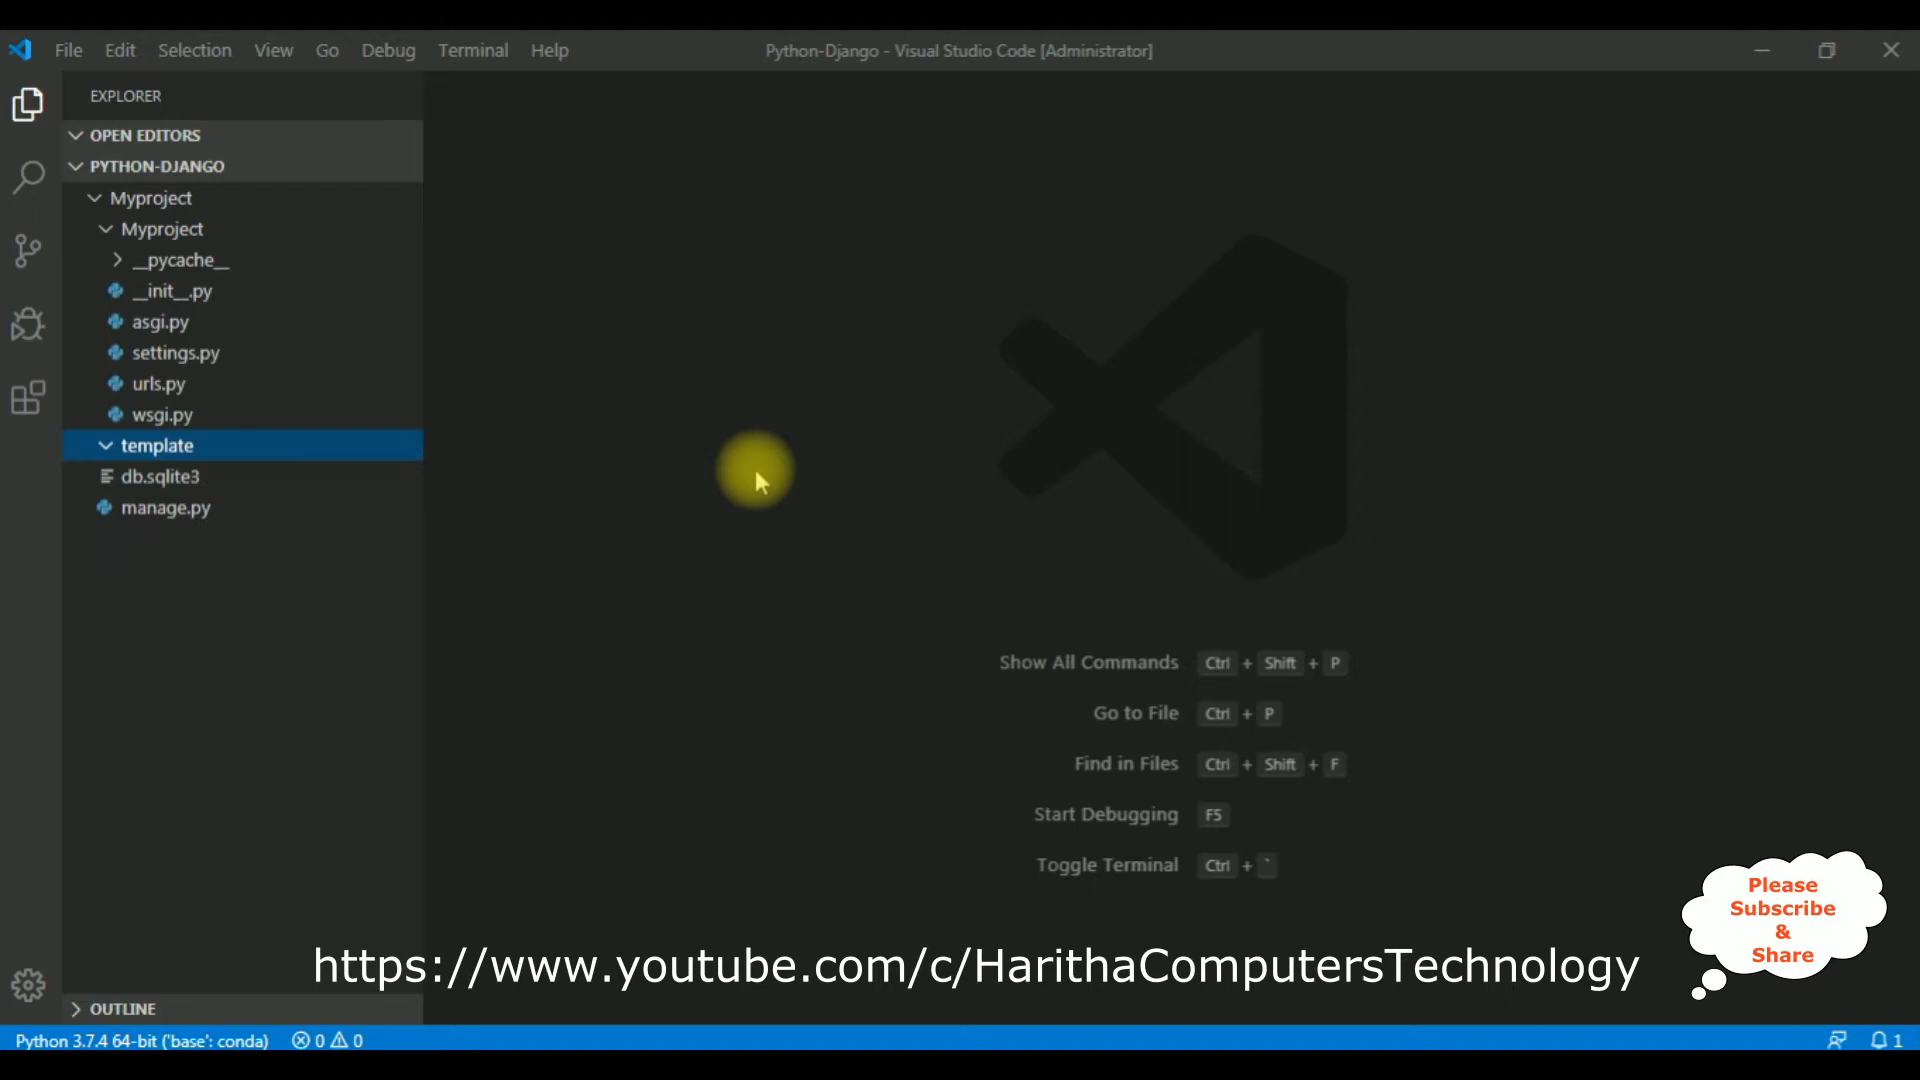 File Edit Selection View Go Debug Terminal Help
Python-Django - Visual Studio Code [Administrator]
EXPLORER
OPEN EDITORS
PYTHON-DJANGO
Myproject
Myproject
__pycache__
__init__.py
asgi.py
settings.py
urls.py
wsgi.py
template
db.sqlite3
manage.py
Show All Commands Ctrl + Shift + P
Go to File Ctrl + P
Find in Files Ctrl + Shift + F
Start Debugging F5
Toggle Terminal Ctrl + `
Please
Subscribe
&
Share
https://www.youtube.com/c/HarithaComputersTechnology
OUTLINE
Python 3.7.4 64-bit ('base': conda) 0 0 1